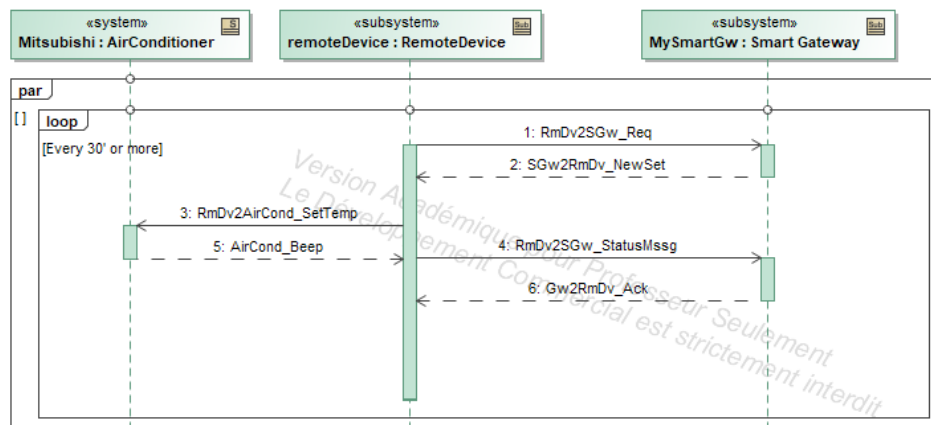 «system»
S
Mitsubishi : AirConditioner
«subsystem»
Sub
remoteDevice : RemoteDevice
«subsystem»
Sub
MySmartGw : Smart Gateway
par
[ ]
loop
[Every 30' or more]
1: RmDv2SGw_Req
2: SGw2RmDv_NewSet
3: RmDv2AirCond_SetTemp
5: AirCond_Beep
4: RmDv2SGw_StatusMssg
6: Gw2RmDv_Ack
Version Académique pour Professeur Seulement
Le Développement Commercial est strictement interdit